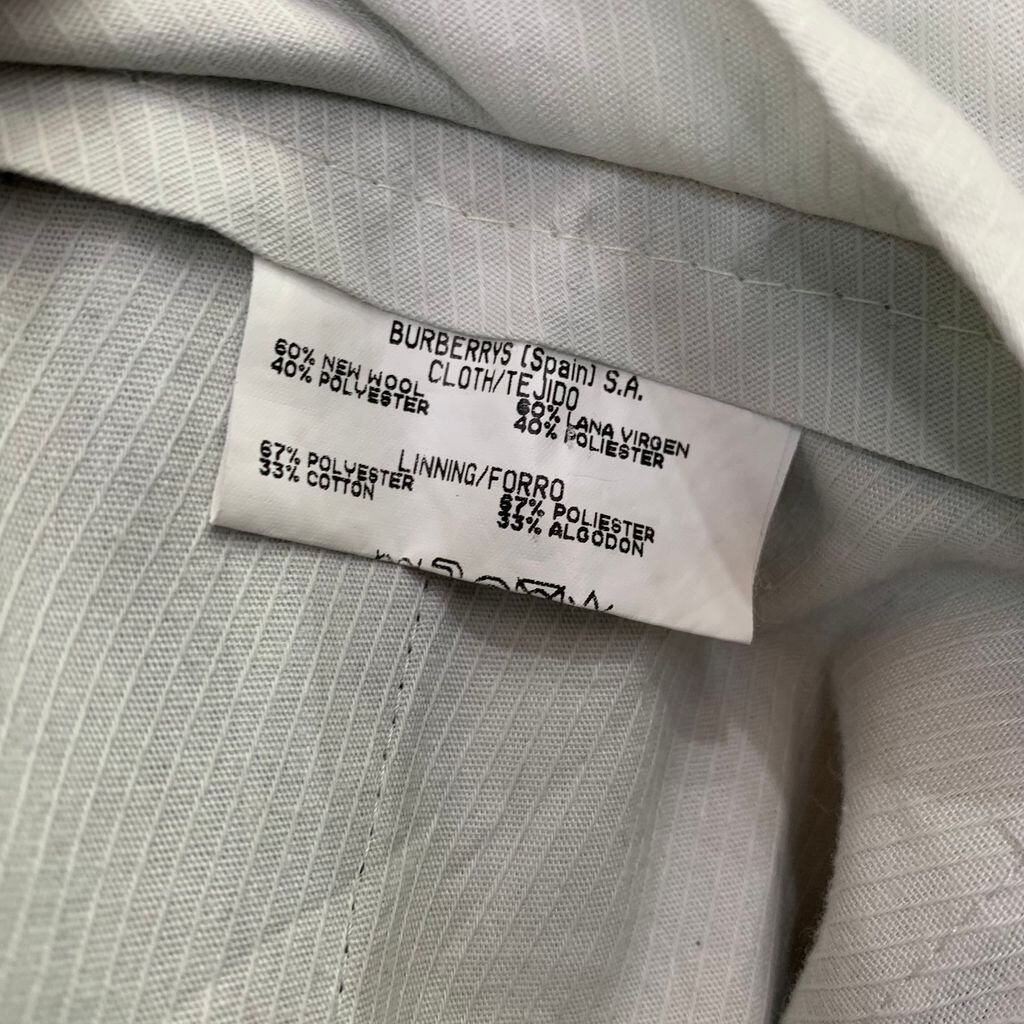 BURBERRYS (Spain) S.A.
CLOTH/TEJIDO
60% NEW WOOL 60% LANA VIRGEN
40% POLYESTER 40% POLIESTER
LINNING/FORRO
67% POLYESTER 67% POLIESTER
33% COTTON 33% ALGODON